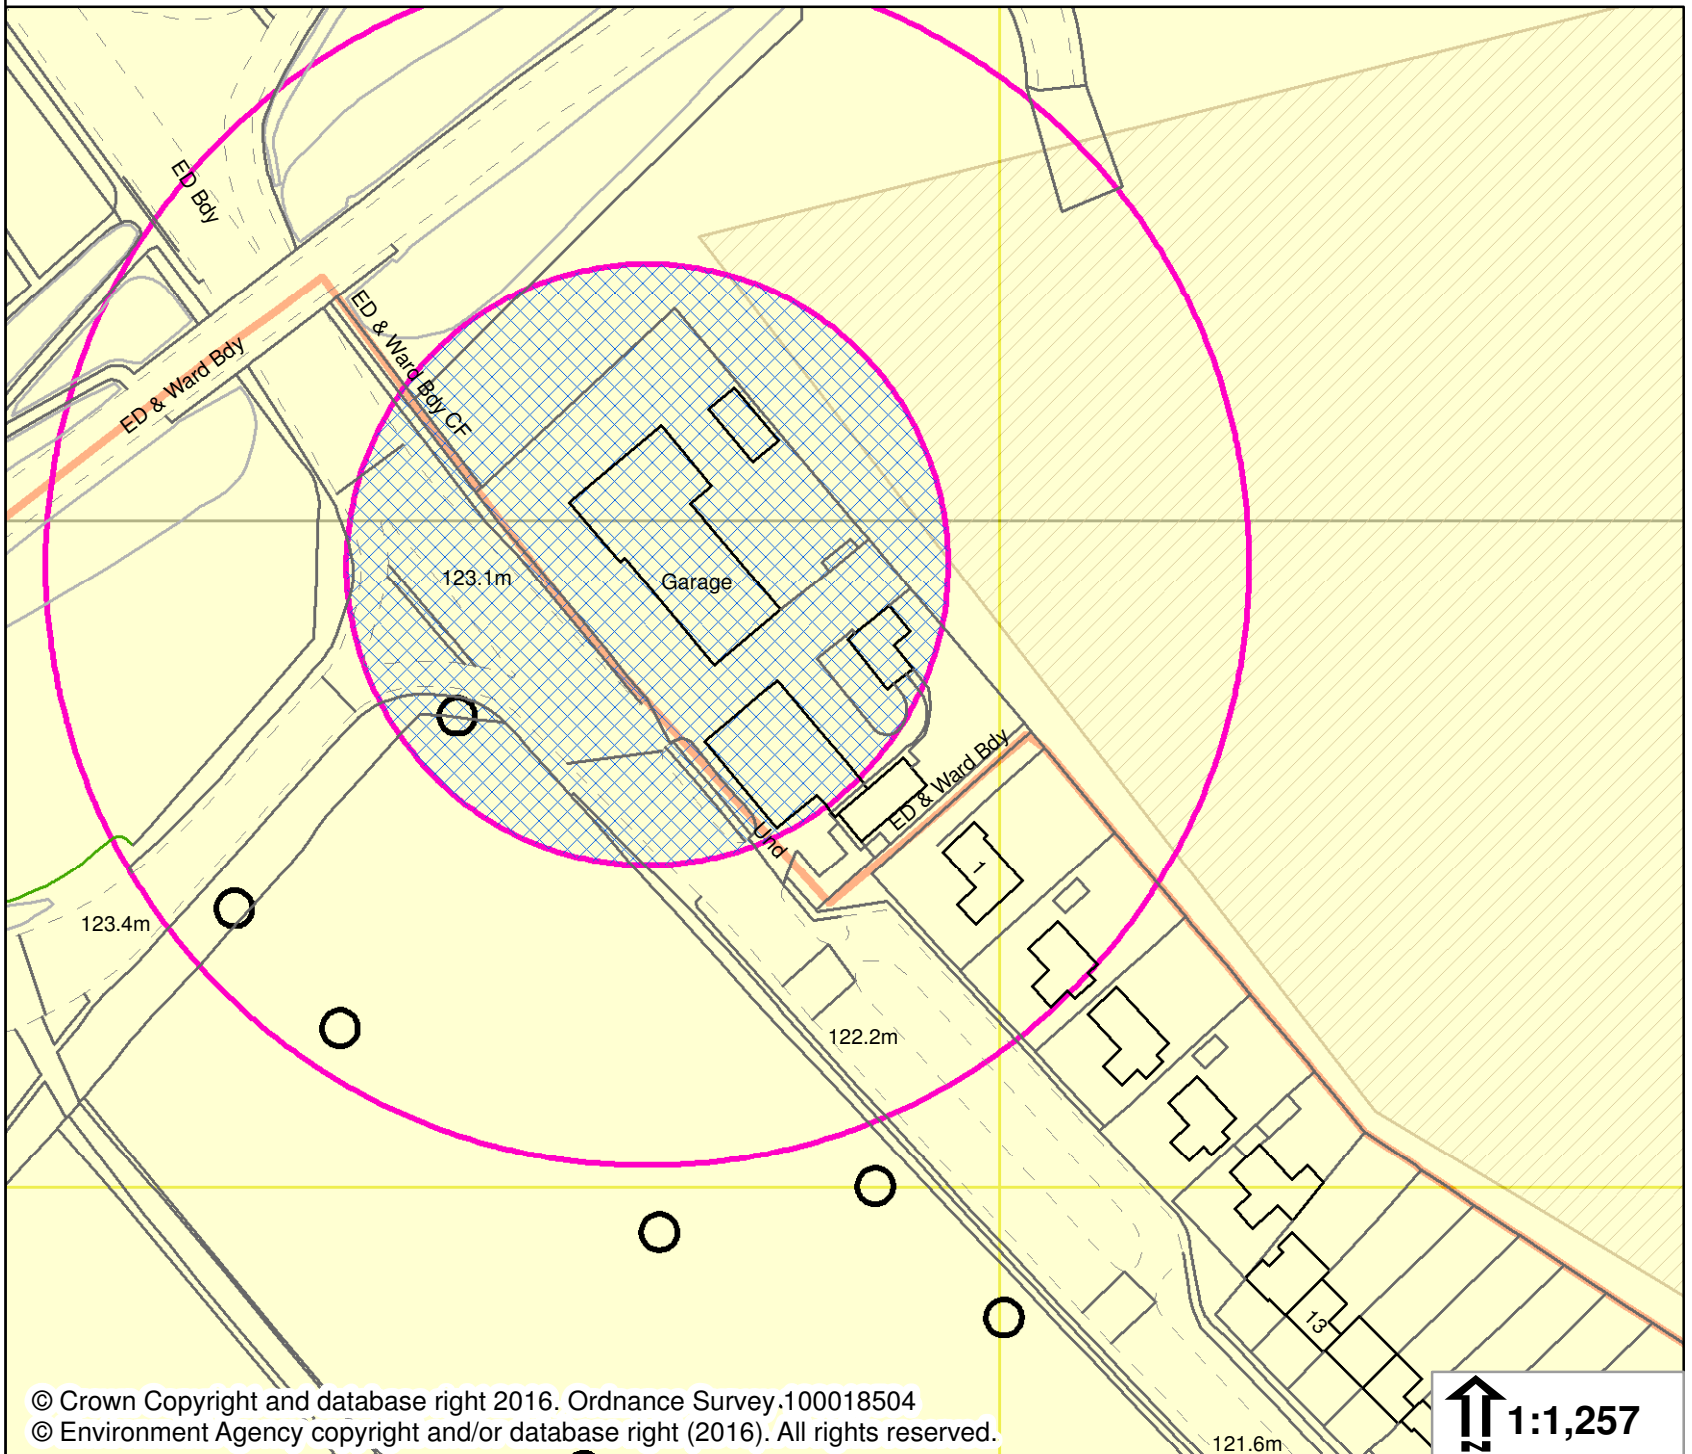 ED Bdy
ED & Ward Bdy CF
ED & Ward Bdy
123.1m
Garage
ED & Ward Bdy
Und
1
123.4m
122.2m
13
© Crown Copyright and database right 2016. Ordnance Survey 100018504
© Environment Agency copyright and/or database right (2016). All rights reserved.
1:1,257
N
121.6m